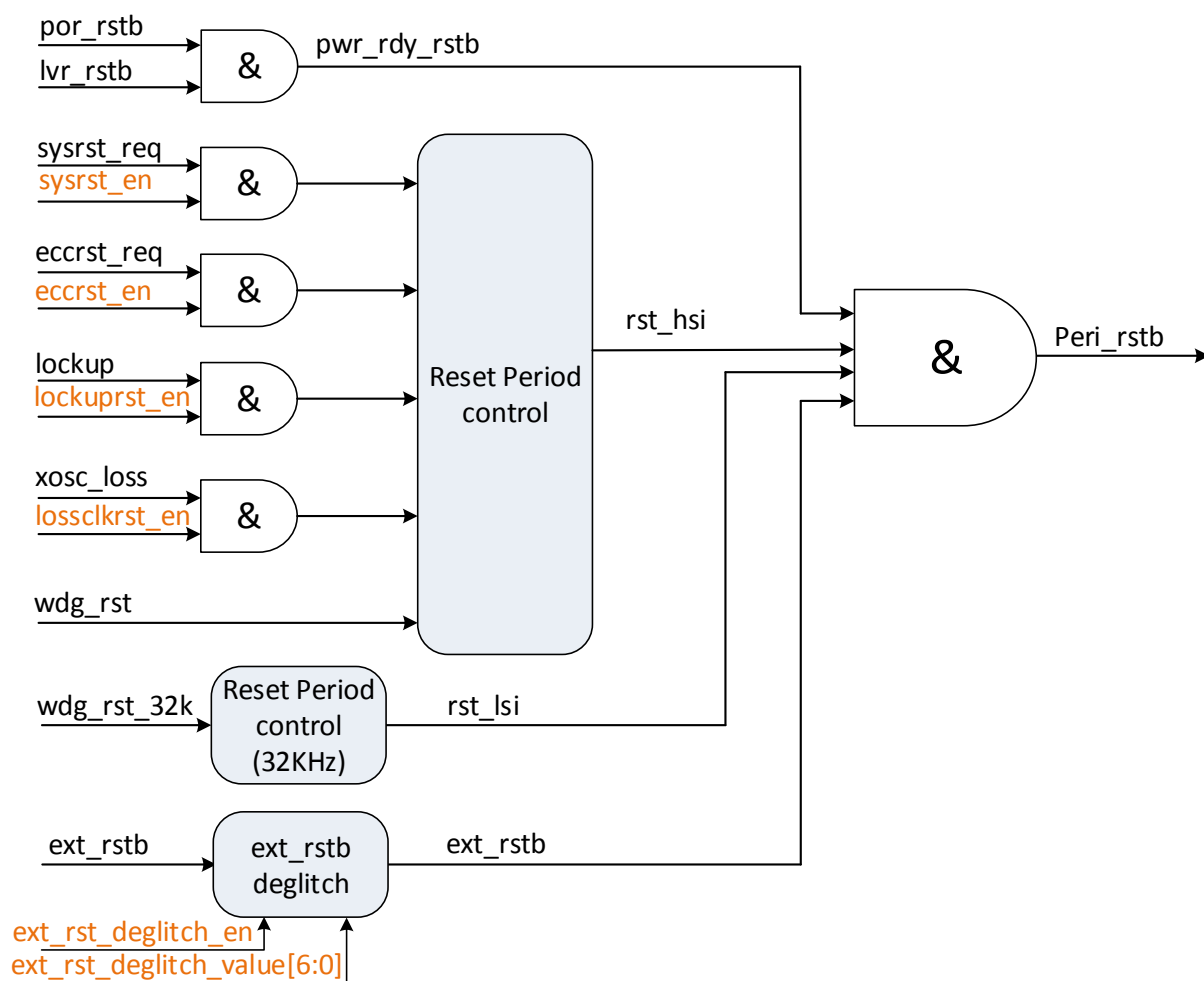 por_rstb
lvr_rstb
&
pwr_rdy_rstb
sysrst_req
sysrst_en
&
eccrst_req
eccrst_en
&
lockup
lockuprst_en
&
xosc_loss
lossclkrst_en
&
wdg_rst
Reset Period
control
rst_hsi
&
Peri_rstb
wdg_rst_32k
Reset Period
control
(32KHz)
rst_lsi
ext_rstb
ext_rstb
deglitch
ext_rstb
ext_rst_deglitch_en
ext_rst_deglitch_value[6:0]